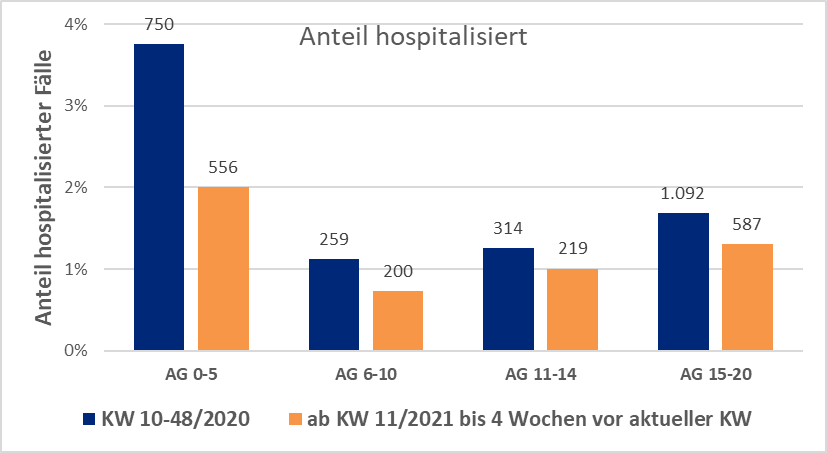 Anteil hospitalisiert
Anteil hospitalisierter Fälle
4%
3%
2%
1%
0%
750
556
259
200
314
219
1.092
587
AG 0-5
AG 6-10
AG 11-14
AG 15-20
KW 10-48/2020
ab KW 11/2021 bis 4 Wochen vor aktueller KW